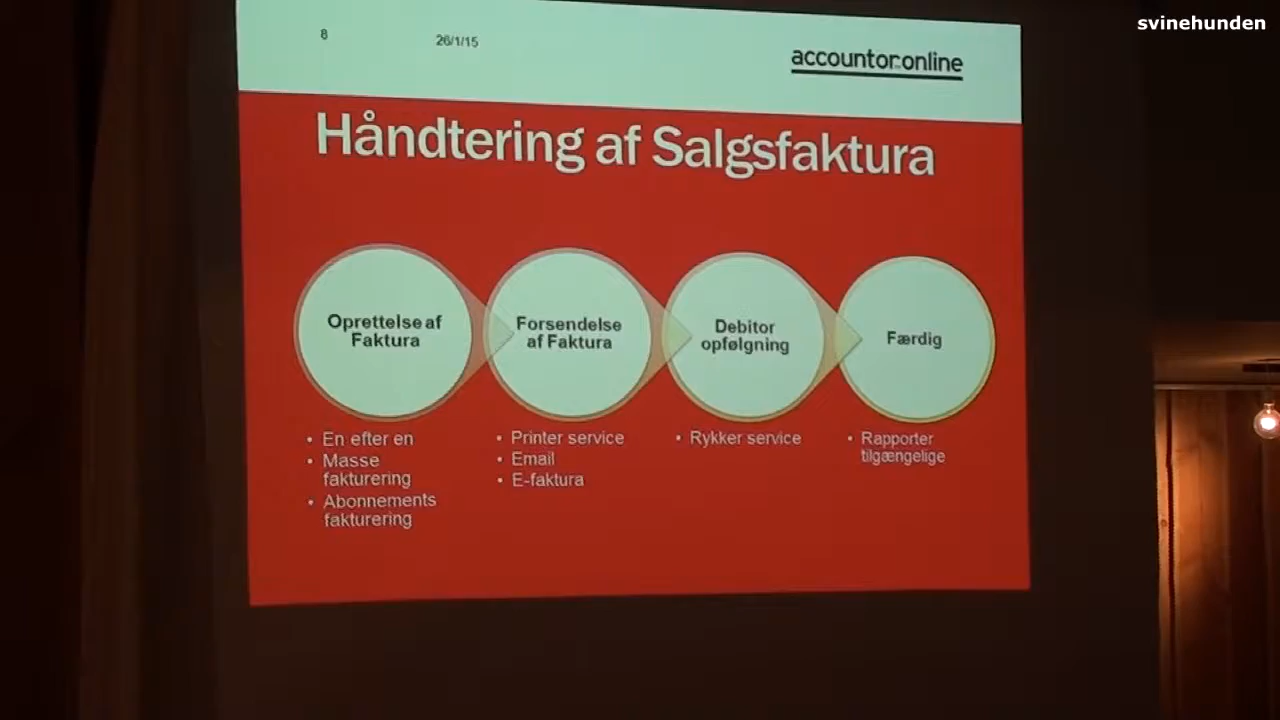 svinehunden
8
26/1/15
accountor:online
Håndtering af Salgsfaktura
Oprettelse af
Faktura
• En efter en
• Masse
fakturering
• Abonnements
fakturering
Forsendelse
af Faktura
• Printer service
• Email
• E-faktura
Debitor
opfølgning
• Rykker service
Færdig
• Rapporter
tilgængelige